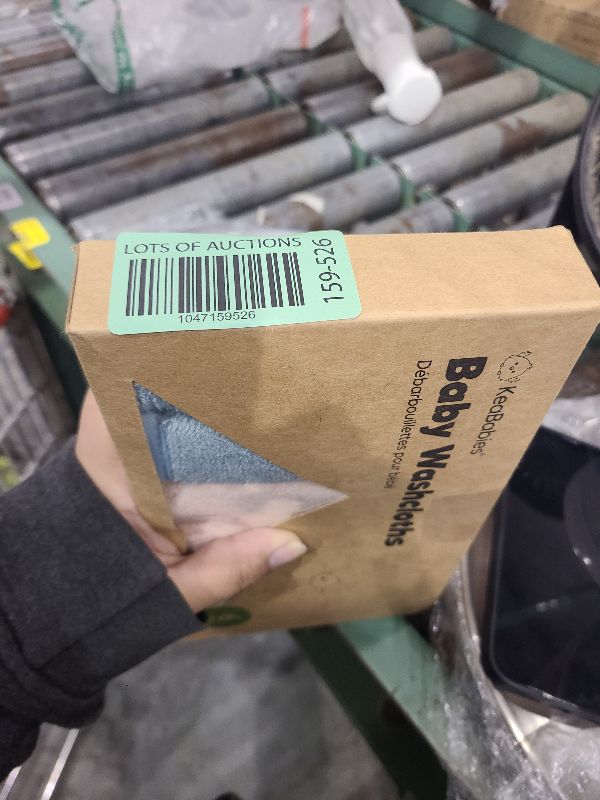 LOTS OF AUCTIONS
1047159526
159-526
KeaBabies
Baby Washcloths
Débarbouillettes pour bébé